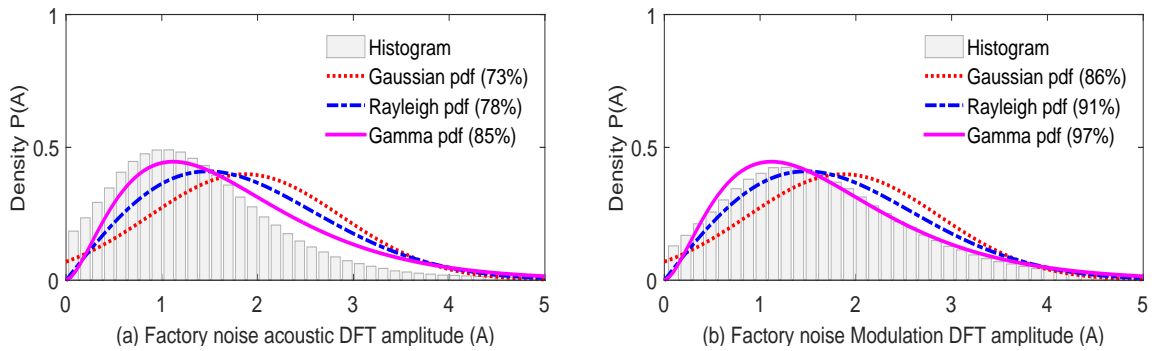 1
0.5
0
Density P(A)
Histogram
Gaussian pdf (73%)
Rayleigh pdf (78%)
Gamma pdf (85%)
0 1 2 3 4 5
(a) Factory noise acoustic DFT amplitude (A)
1
0.5
0
Density P(A)
Histogram
Gaussian pdf (86%)
Rayleigh pdf (91%)
Gamma pdf (97%)
0 1 2 3 4 5
(b) Factory noise Modulation DFT amplitude (A)